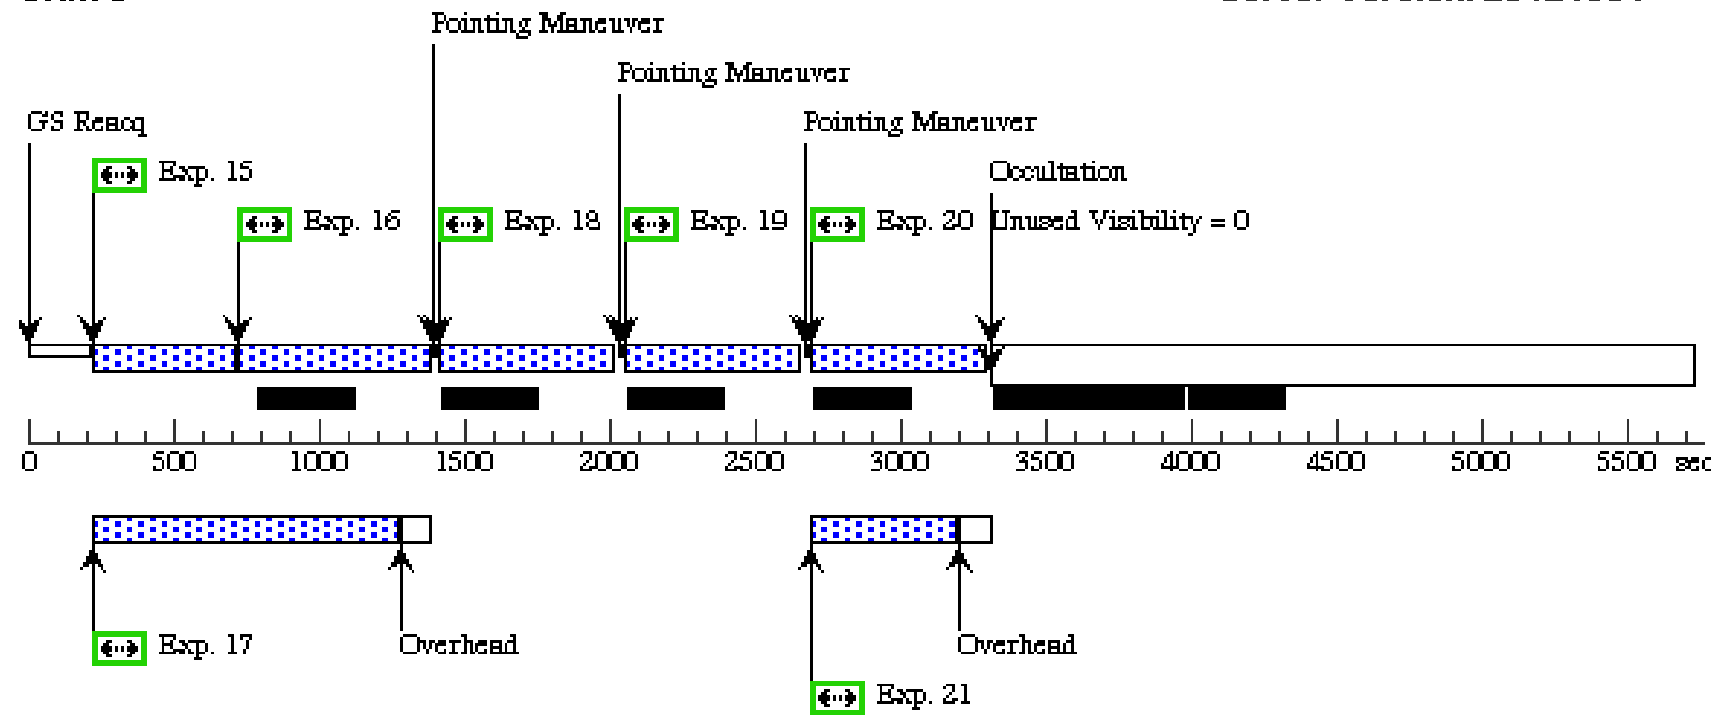 Pointing Maneuver
Pointing Maneuver
GS Reacq
Pointing Maneuver
Exp. 15
Occultation
Exp. 16
Exp. 18
Exp. 19
Exp. 20
Unused Visibility = 0
0 500 1000 1500 2000 2500 3000 3500 4000 4500 5000 5500 sec
Exp. 17
Overhead
Overhead
Exp. 21